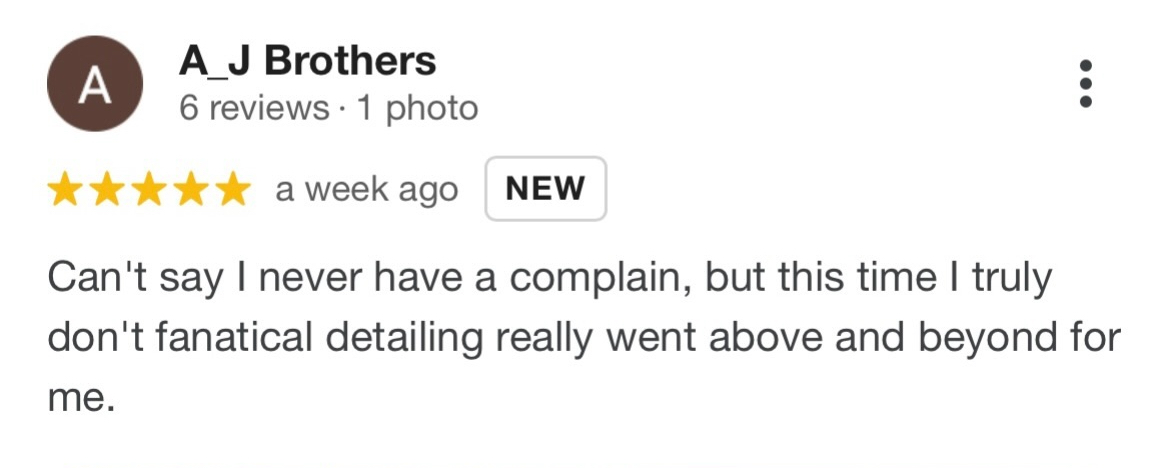 A
A_J Brothers
6 reviews · 1 photo
a week ago NEW
Can't say I never have a complain, but this time I truly
don't fanatical detailing really went above and beyond for
me.